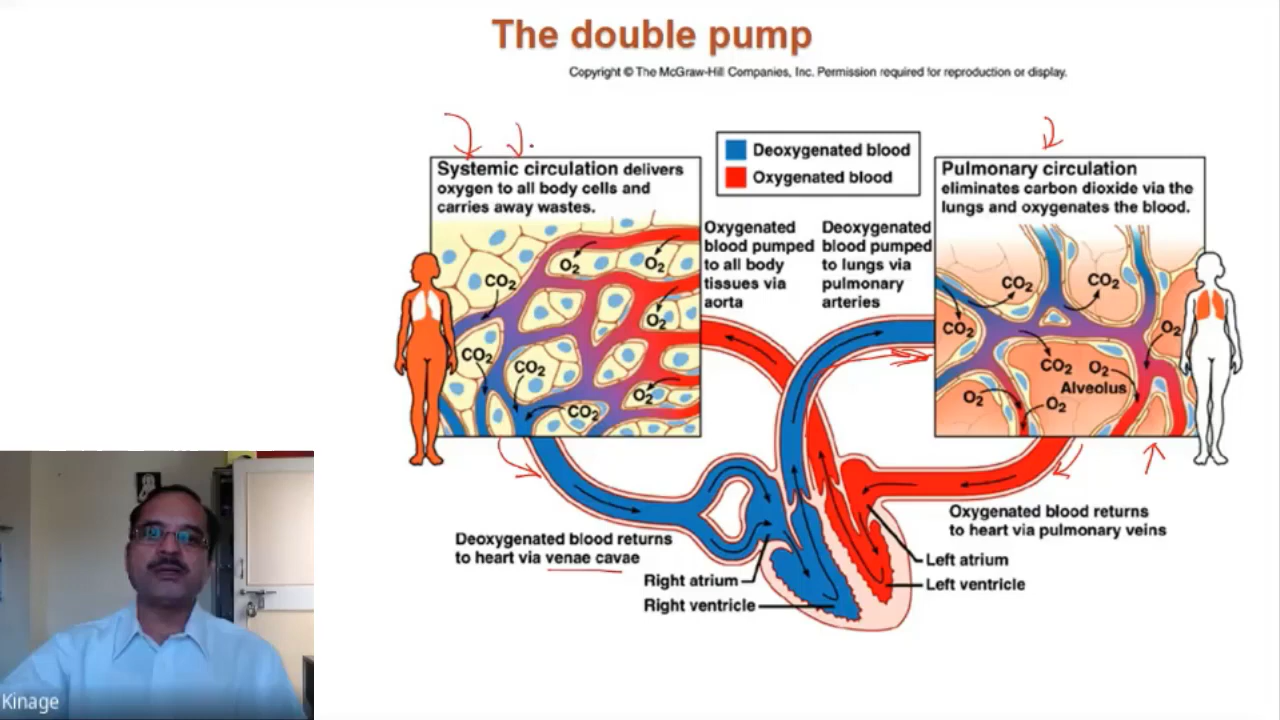 The double pump
Copyright © The McGraw-Hill Companies, Inc. Permission required for reproduction or display.
Systemic circulation delivers
oxygen to all body cells and
carries away wastes.
Deoxygenated blood
Oxygenated blood
Pulmonary circulation
eliminates carbon dioxide via the
lungs and oxygenates the blood.
Oxygenated
blood pumped
to all body
tissues via
aorta
Deoxygenated
blood pumped
to lungs via
pulmonary
arteries
O2
O2
CO2
O2
CO2
CO2
O2
CO2
CO2
CO2
CO2
O2
CO2
O2
Alveolus
O2
O2
Deoxygenated blood returns
to heart via venae cavae
Right atrium
Right ventricle
Oxygenated blood returns
to heart via pulmonary veins
Left atrium
Left ventricle
Kinage